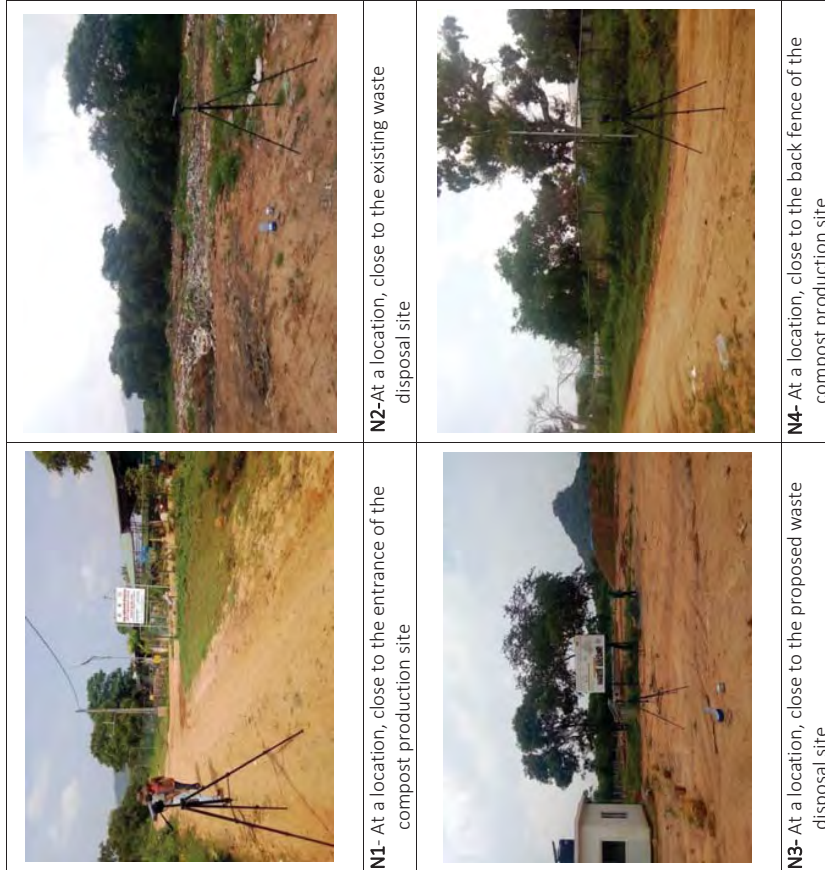 N1- At a location, close to the entrance of the
compost production site
N2-At a location, close to the existing waste
disposal site
N3- At a location, close to the proposed waste
disposal site
N4- At a location, close to the back fence of the
compost production site